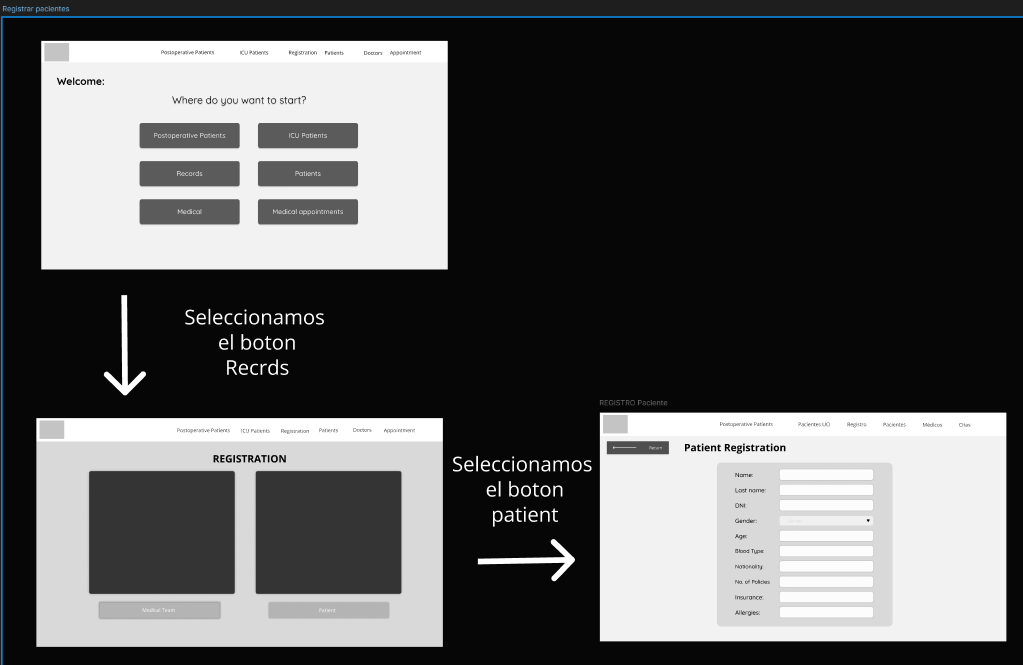 Registrar pacientes
Postoperative Patients ICU Patients Registration Patients Doctors Appointment
Welcome:
Where do you want to start?
Postoperative Patients ICU Patients
Records Patients
Medical Medical appointments
Seleccionamos
el boton
Recrds
Postoperative Patients ICU Patients Registration Patients Doctors Appointment
REGISTRATION
Medical Team Patient
Seleccionamos
el boton
patient
REGISTRO Paciente
Postoperative Patients Pacientes UCI Registro Pacientes Médicos Citas
Return Patient Registration
Name:
Last name:
DNI:
Gender:
Age:
Blood Type:
Nationality:
No. of Policies
Insurance:
Allergies: